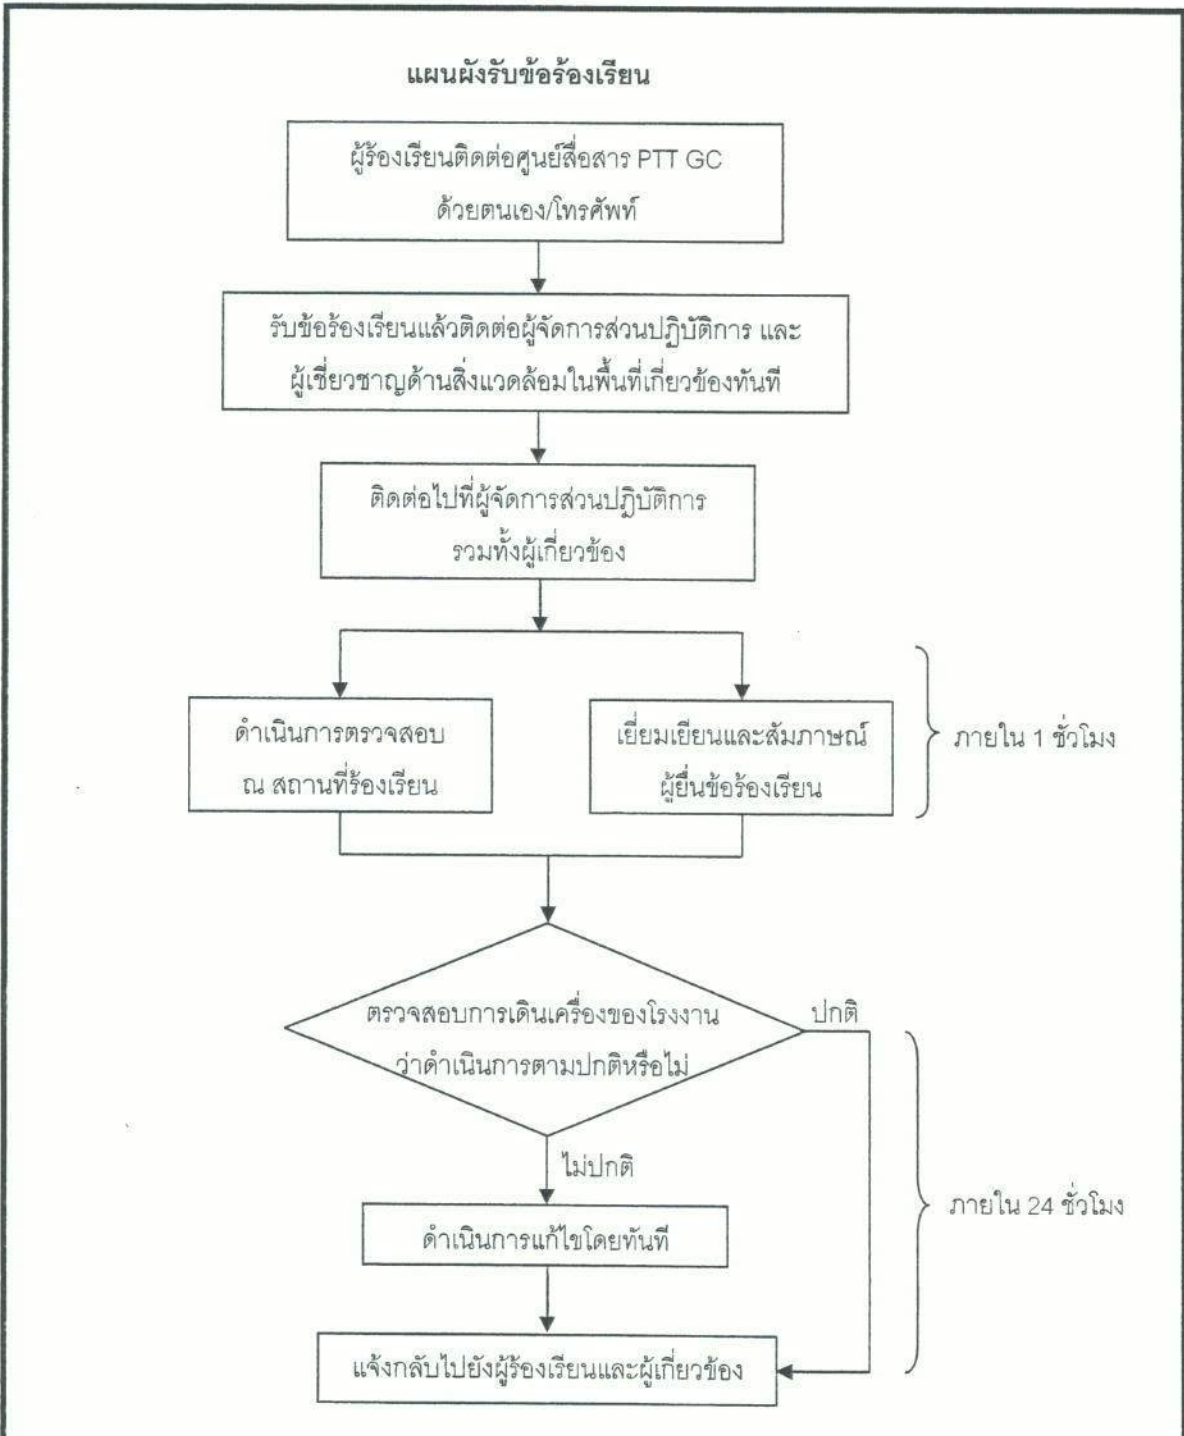 แผนผังรับข้อร้องเรียน
ผู้ร้องเรียนติดต่อศูนย์สื่อสาร PTT GC
ด้วยตนเอง/โทรศัพท์
รับข้อร้องเรียนแล้วติดต่อผู้จัดการส่วนปฏิบัติการ และ
ผู้เชี่ยวชาญด้านสิ่งแวดล้อมในพื้นที่เกี่ยวข้องทันที
ติดต่อไปที่ผู้จัดการส่วนปฏิบัติการ
รวมทั้งผู้เกี่ยวข้อง
ดำเนินการตรวจสอบ
ณ สถานที่ร้องเรียน
เยี่ยมเยียนและสัมภาษณ์
ผู้ยื่นข้อร้องเรียน
ภายใน 1 ชั่วโมง
ตรวจสอบการเดินเครื่องของโรงงาน
ว่าดำเนินการตามปกติหรือไม่
ปกติ
ไม่ปกติ
ดำเนินการแก้ไขโดยทันที
ภายใน 24 ชั่วโมง
แจ้งกลับไปยังผู้ร้องเรียนและผู้เกี่ยวข้อง